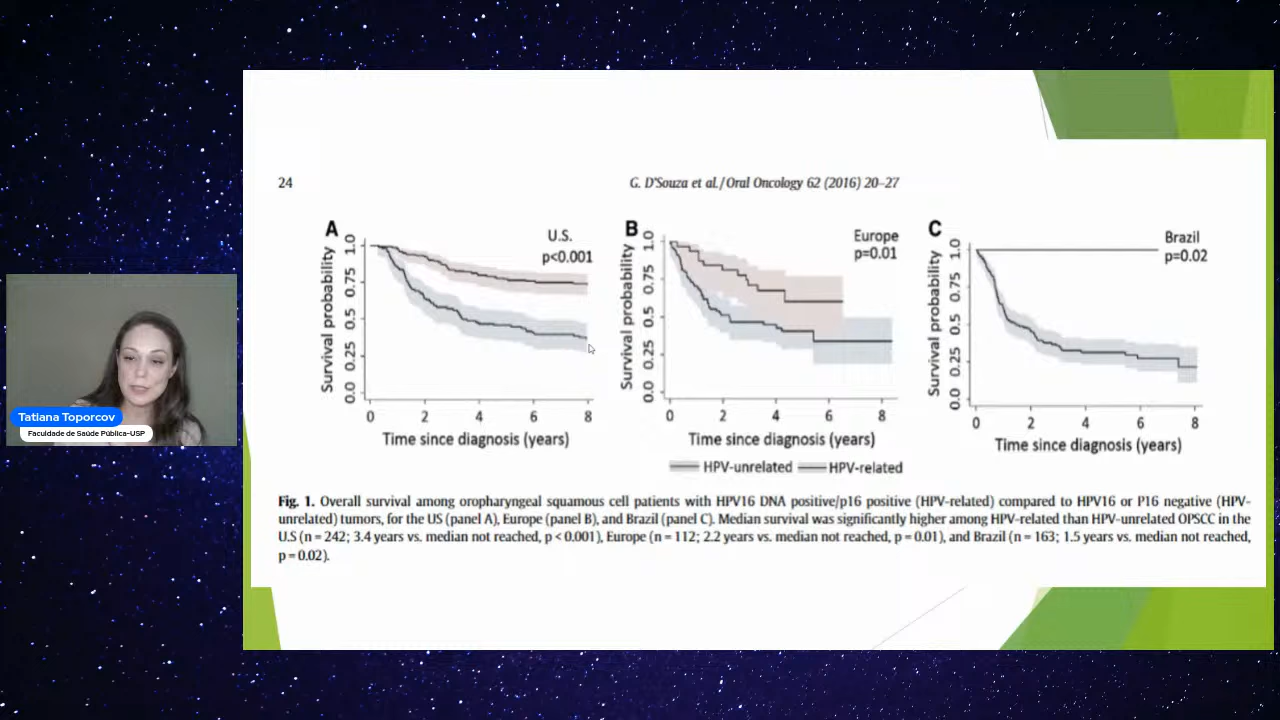 24
G. D'Souza et al. / Oral Oncology 62 (2016) 20–27
A
U.S.
p<0.001
Survival probability
1.0
0.75
0.5
0.25
0.0
0 2 4 6 8
Time since diagnosis (years)
B
Europe
p=0.01
Survival probability
1.0
0.75
0.5
0.25
0.0
0 2 4 6 8
Time since diagnosis (years)
C
Brazil
p=0.02
Survival probability
1.0
0.75
0.5
0.25
0.0
0 2 4 6 8
Time since diagnosis (years)
HPV-unrelated HPV-related
Fig. 1. Overall survival among oropharyngeal squamous cell patients with HPV16 DNA positive/p16 positive (HPV-related) compared to HPV16 or P16 negative (HPV-
unrelated) tumors, for the US (panel A), Europe (panel B), and Brazil (panel C). Median survival was significantly higher among HPV-related than HPV-unrelated OPSCC in the
U.S (n = 242; 3.4 years vs. median not reached, p < 0.001), Europe (n = 112; 2.2 years vs. median not reached, p = 0.01), and Brazil (n = 163; 1.5 years vs. median not reached,
p = 0.02).
Tatiana Toporcov
Faculdade de Saúde Pública-USP